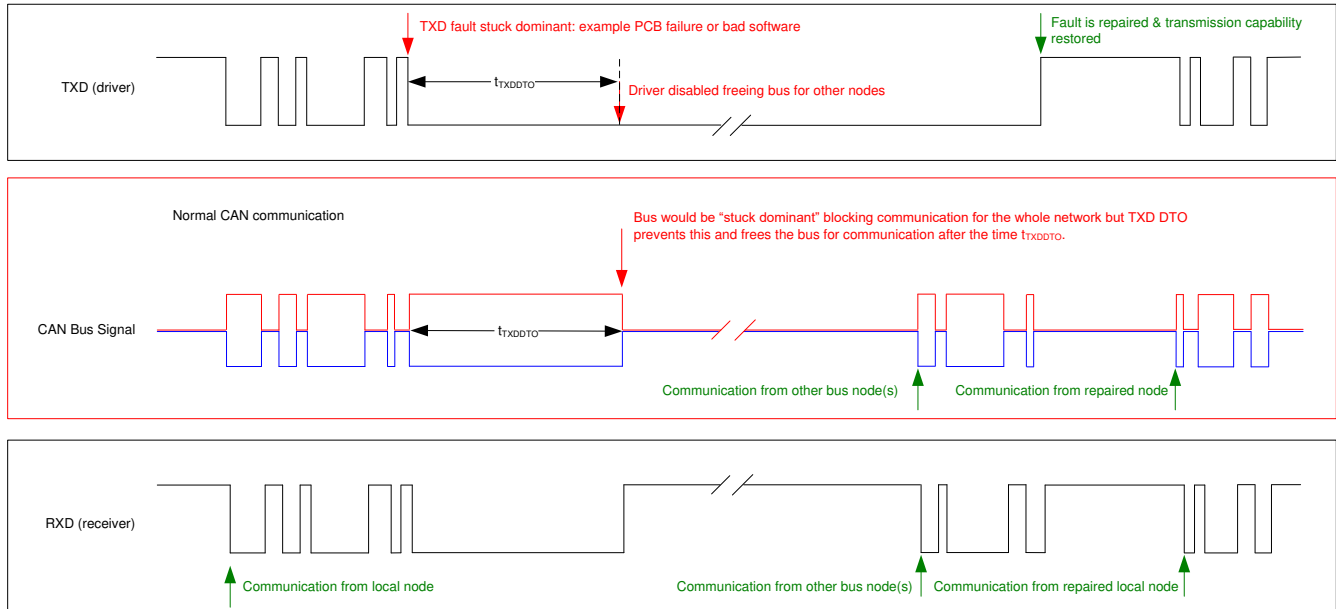 TXD fault stuck dominant: example PCB failure or bad software
Fault is repaired & transmission capability
restored
TXD (driver)
tTXDDTO
Driver disabled freeing bus for other nodes
Normal CAN communication
Bus would be “stuck dominant” blocking communication for the whole network but TXD DTO
prevents this and frees the bus for communication after the time tTXDDTO.
CAN Bus Signal
tTXDDTO
Communication from other bus node(s)
Communication from repaired node
RXD (receiver)
Communication from local node
Communication from other bus node(s)
Communication from repaired local node